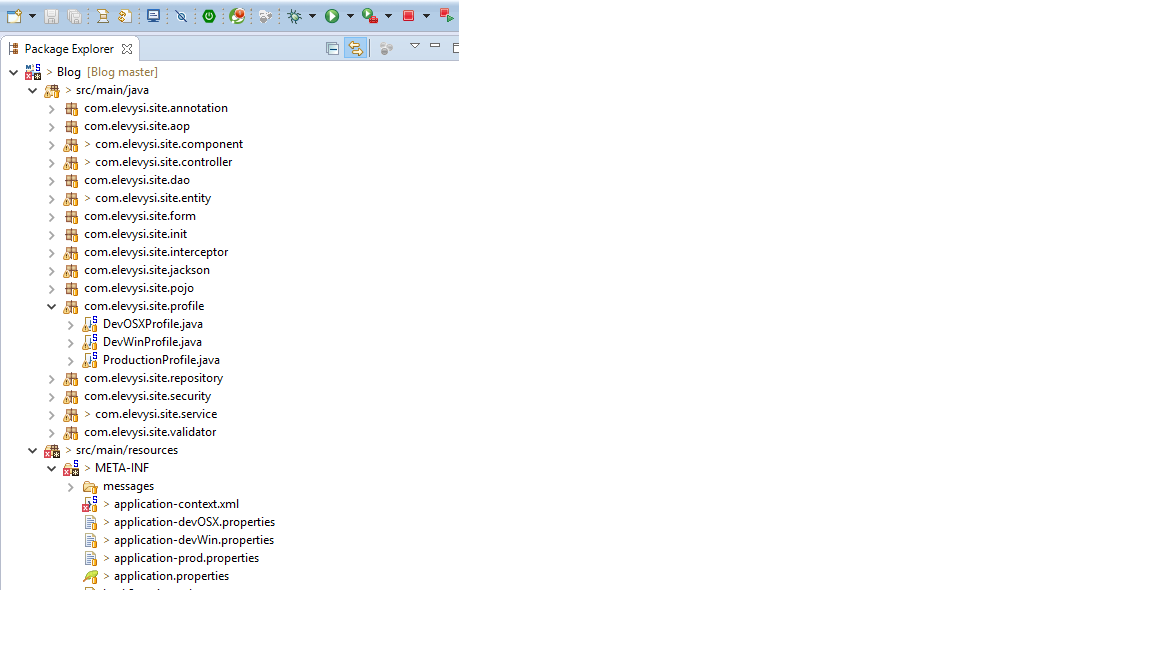 Package Explorer
> Blog [Blog master]
> src/main/java
com.elevysi.site.annotation
com.elevysi.site.aop
> com.elevysi.site.component
> com.elevysi.site.controller
com.elevysi.site.dao
> com.elevysi.site.entity
com.elevysi.site.form
com.elevysi.site.init
com.elevysi.site.interceptor
com.elevysi.site.jackson
com.elevysi.site.pojo
com.elevysi.site.profile
DevOSXProfile.java
DevWinProfile.java
ProductionProfile.java
com.elevysi.site.repository
com.elevysi.site.security
> com.elevysi.site.service
com.elevysi.site.validator
> src/main/resources
> META-INF
messages
> application-context.xml
> application-devOSX.properties
> application-devWin.properties
> application-prod.properties
> application.properties